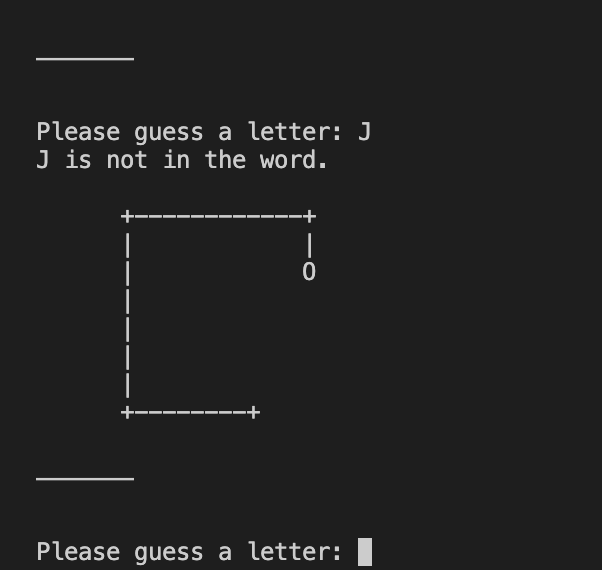 _______
Please guess a letter: J
J is not in the word.
+------------+
|            |
|            O
|
|
|
|
+--------+
_______
Please guess a letter: